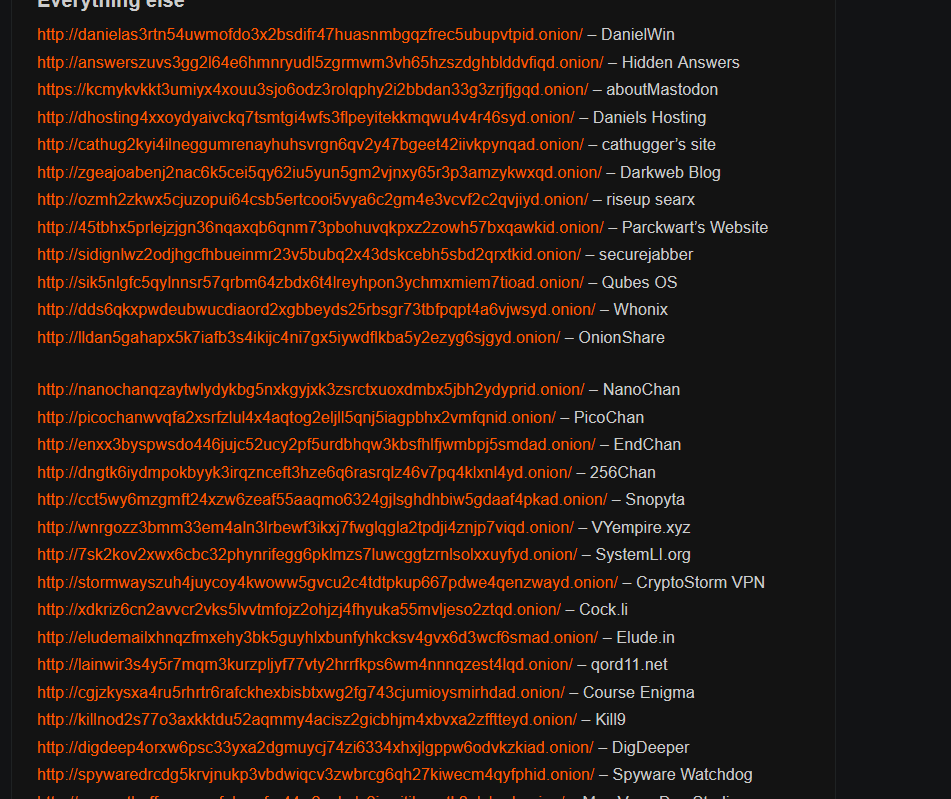 Everything else
http://danielas3rtn54uwmofdo3x2bsdifr47huasnmbgqzfrec5ubupvtpid.onion/ – DanielWin
http://answerszuvs3gg2l64e6hmnryudl5zgrmwm3vh65hzszdghblddvfiqd.onion/ – Hidden Answers
https://kcmykvkkt3umiyx4xouu3sjo6odz3rolqphy2i2bbdan33g3zrjfjgqd.onion/ – aboutMastodon
http://dhosting4xxoydyaivckq7tsmtgi4wfs3flpeyitekkmqwu4v4r46syd.onion/ – Daniels Hosting
http://cathug2kyi4ilneggumrenayhuhsvrgn6qv2y47bgeet42iivkpynqad.onion/ – cathugger’s site
http://zgeajoabenj2nac6k5cei5qy62iu5yun5gm2vjnxy65r3p3amzykwxqd.onion/ – Darkweb Blog
http://ozmh2zkwx5cjuzopui64csb5ertcooi5vya6c2gm4e3vcvf2c2qvjiyd.onion/ – riseup searx
http://45tbhx5prlejzjgn36nqaxqb6qnm73pbohuvqkpxz2zowh57bxqawkid.onion/ – Parckwart’s Website
http://sidignlwz2odjhgcfhbueinmr23v5bubq2x43dskcebh5sbd2qrxtkid.onion/ – securejabber
http://sik5nlgfc5qylnnsr57qrbm64zbdx6t4lreyhpon3ychmxmiem7tioad.onion/ – Qubes OS
http://dds6qkxpwdeubwucdiaord2xgbbeyds25rbsgr73tbfpqpt4a6vjwsyd.onion/ – Whonix
http://lldan5gahapx5k7iafb3s4ikijc4ni7gx5iywdflkba5y2ezyg6sjgyd.onion/ – OnionShare
http://nanochanqzaytwlydykbg5nxkgyjxk3zsrctxuoxdmbx5jbh2ydyprid.onion/ – NanoChan
http://picochanwvqfa2xsrfzlul4x4aqtog2eljll5qnj5iagpbhx2vmfqnid.onion/ – PicoChan
http://enxx3byspwsdo446jujc52ucy2pf5urdbhqw3kbsfhlfjwmbpj5smdad.onion/ – EndChan
http://dngtk6iydmpokbyyk3irqznceft3hze6q6rasrqlz46v7pq4klxnl4yd.onion/ – 256Chan
http://cct5wy6mzgmft24xzw6zeaf55aaqmo6324gjlsghdhbiw5gdaaf4pkad.onion/ – Snopyta
http://wnrgozz3bmm33em4aln3lrbewf3ikxj7fwglqgla2tpdji4znjp7viqd.onion/ – VYempire.xyz
http://7sk2kov2xwx6cbc32phynrifegg6pklmzs7luwcggtzrnlsolxxuyfyd.onion/ – SystemLI.org
http://stormwayszuh4juycoy4kwoww5gvcu2c4tdtpkup667pdwe4qenzwayd.onion/ – CryptoStorm VPN
http://xdkriz6cn2avvcr2vks5lvvtmfojz2ohjzj4fhyuka55mvljeso2ztqd.onion/ – Cock.li
http://eludemailxhnqzfmxehy3bk5guyhlxbunfyhkcksv4gvx6d3wcf6smad.onion/ – Elude.in
http://lainwir3s4y5r7mqm3kurzpljyf77vty2hrrfkps6wm4nnnqzest4lqd.onion/ – qord11.net
http://cgjzkysxa4ru5rhrtr6rafckhexbisbtxwg2fg743cjumioysmirhdad.onion/ – Course Enigma
http://killnod2s77o3axkktdu52aqmmy4acisz2gicbhjm4xbvxa2zfftteyd.onion/ – Kill9
http://digdeep4orxw6psc33yxa2dgmuycj74zi6334xhxjlgppw6odvkzkiad.onion/ – DigDeeper
http://spywaredrcdg5krvjnukp3vbdwiqcv3zwbrcg6qh27kiwecm4qyfphid.onion/ – Spyware Watchdog